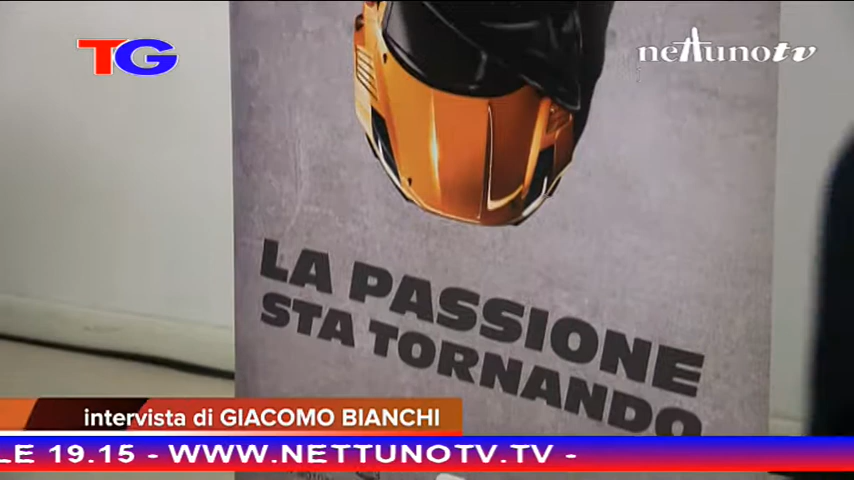 TG
nettunotv
LA PASSIONE
STA TORNANDO
intervista di GIACOMO BIANCHI
LE 19.15 - WWW.NETTUNOTV.TV -